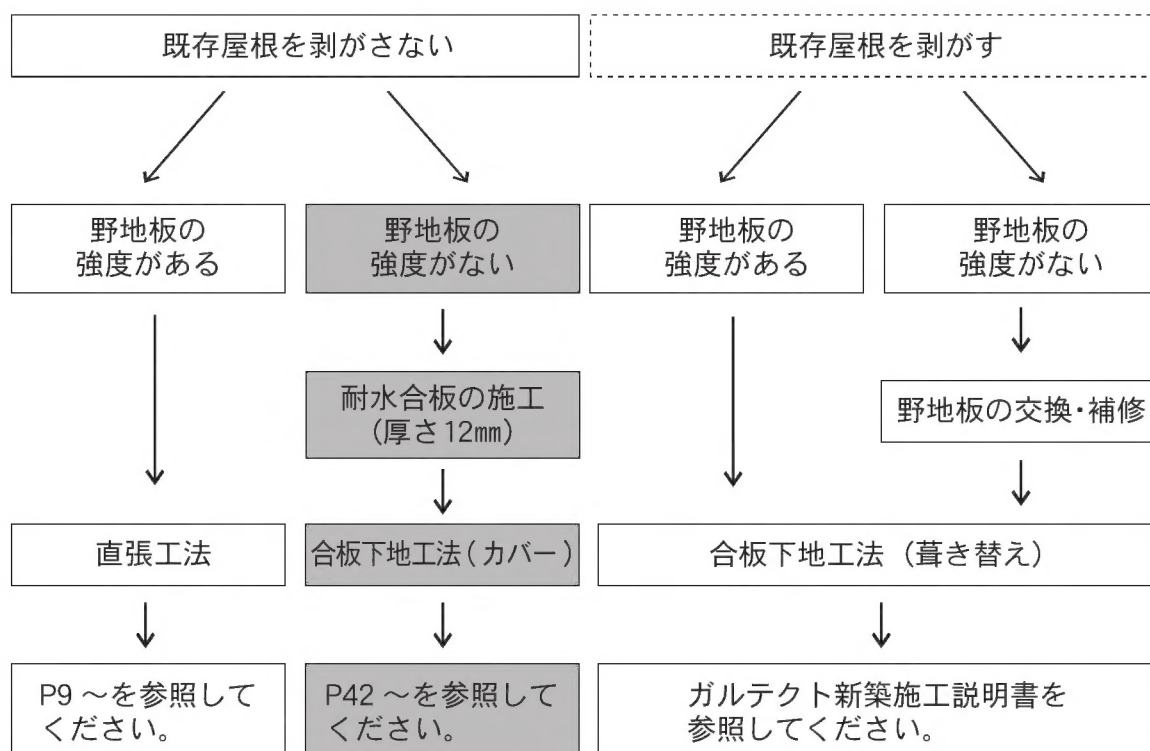 既存屋根を剥がさない
既存屋根を剥がす
野地板の
強度がある
野地板の
強度がない
野地板の
強度がある
野地板の
強度がない
耐水合板の施工
(厚さ12㎜)
野地板の交換・補修
直張工法
合板下地工法(カバー)
合板下地工法(葺き替え)
P9 〜を参照して
ください。
P42 〜を参照して
ください。
ガルテクト新築施工説明書を
参照してください。